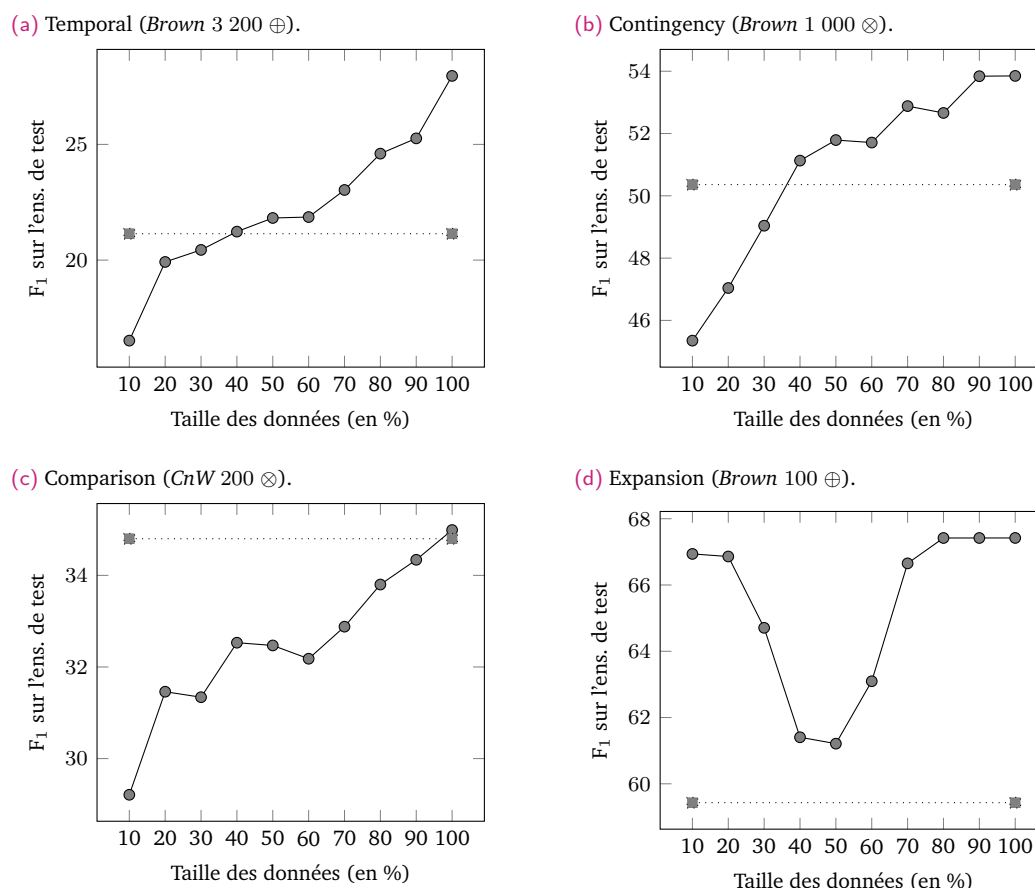 (a) Temporal (Brown 3 200 ⊕).
25
20
F1 sur l'ens. de test
10 20 30 40 50 60 70 80 90 100
Taille des données (en %)
(b) Contingency (Brown 1 000 ⊗).
54
52
50
48
46
F1 sur l'ens. de test
10 20 30 40 50 60 70 80 90 100
Taille des données (en %)
(c) Comparison (CnW 200 ⊗).
34
32
30
F1 sur l'ens. de test
10 20 30 40 50 60 70 80 90 100
Taille des données (en %)
(d) Expansion (Brown 100 ⊕).
68
66
64
62
60
F1 sur l'ens. de test
10 20 30 40 50 60 70 80 90 100
Taille des données (en %)